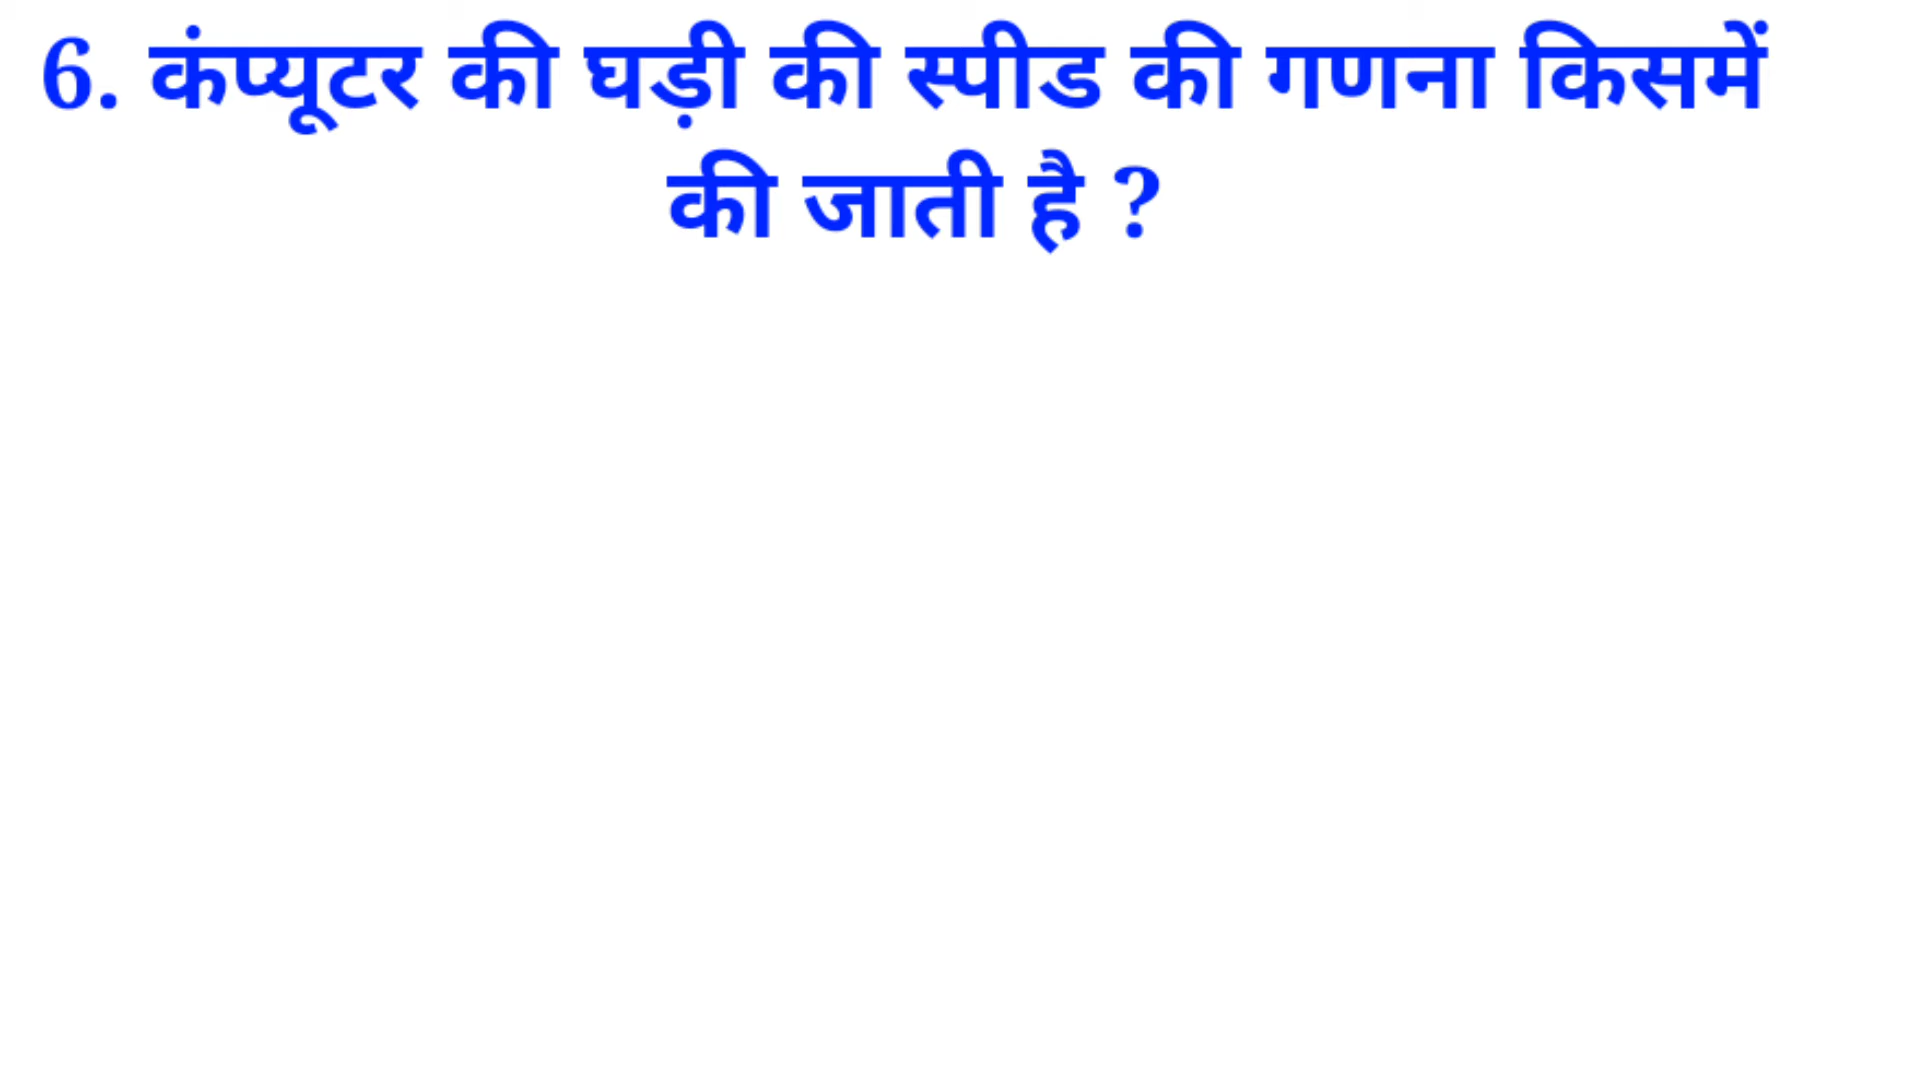 6. कंप्यूटर की घड़ी की स्पीड की गणना किसमें
की जाती है ?